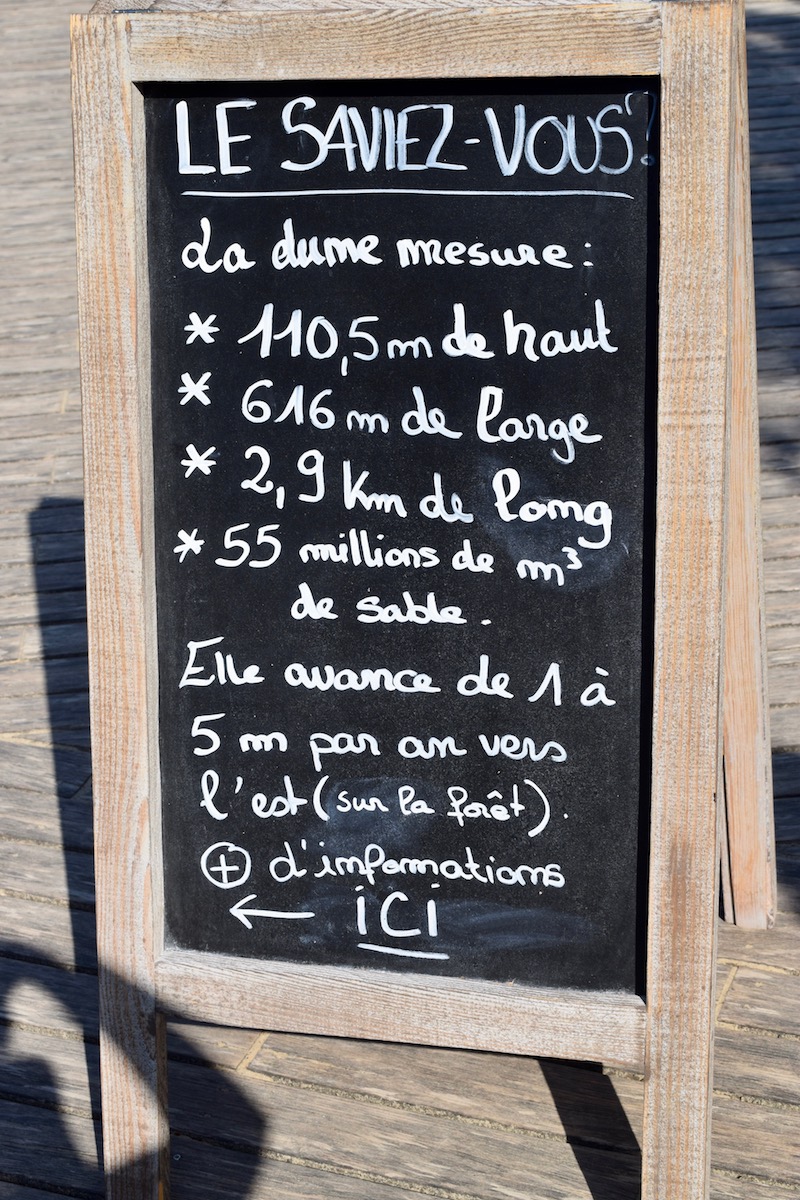 LE SAVIEZ-VOUS?
La dune mesure :
* 110,5 m de haut
* 616 m de large
* 2,9 km de long
* 55 millions de m³
de sable.
Elle avance de 1 à
5 m par an vers
l'est (sur la forêt).
⊕ d'informations
← ICI